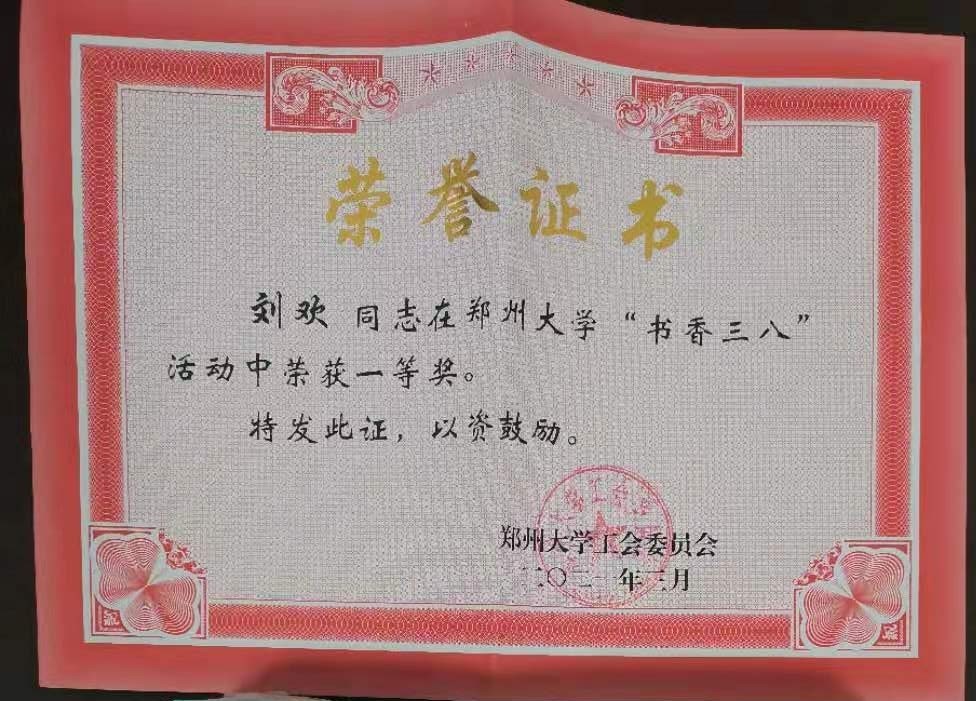 荣誉证书
刘欢 同志在郑州大学“书香三八”
活动中荣获一等奖。
特发此证，以资鼓励。
郑州大学工会委员会
二〇二一年三月